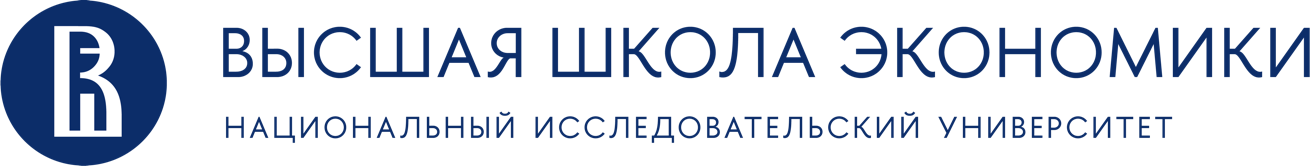 ВЫСШАЯ ШКОЛА ЭКОНОМИКИ
НАЦИОНАЛЬНЫЙ ИССЛЕДОВАТЕЛЬСКИЙ УНИВЕРСИТЕТ